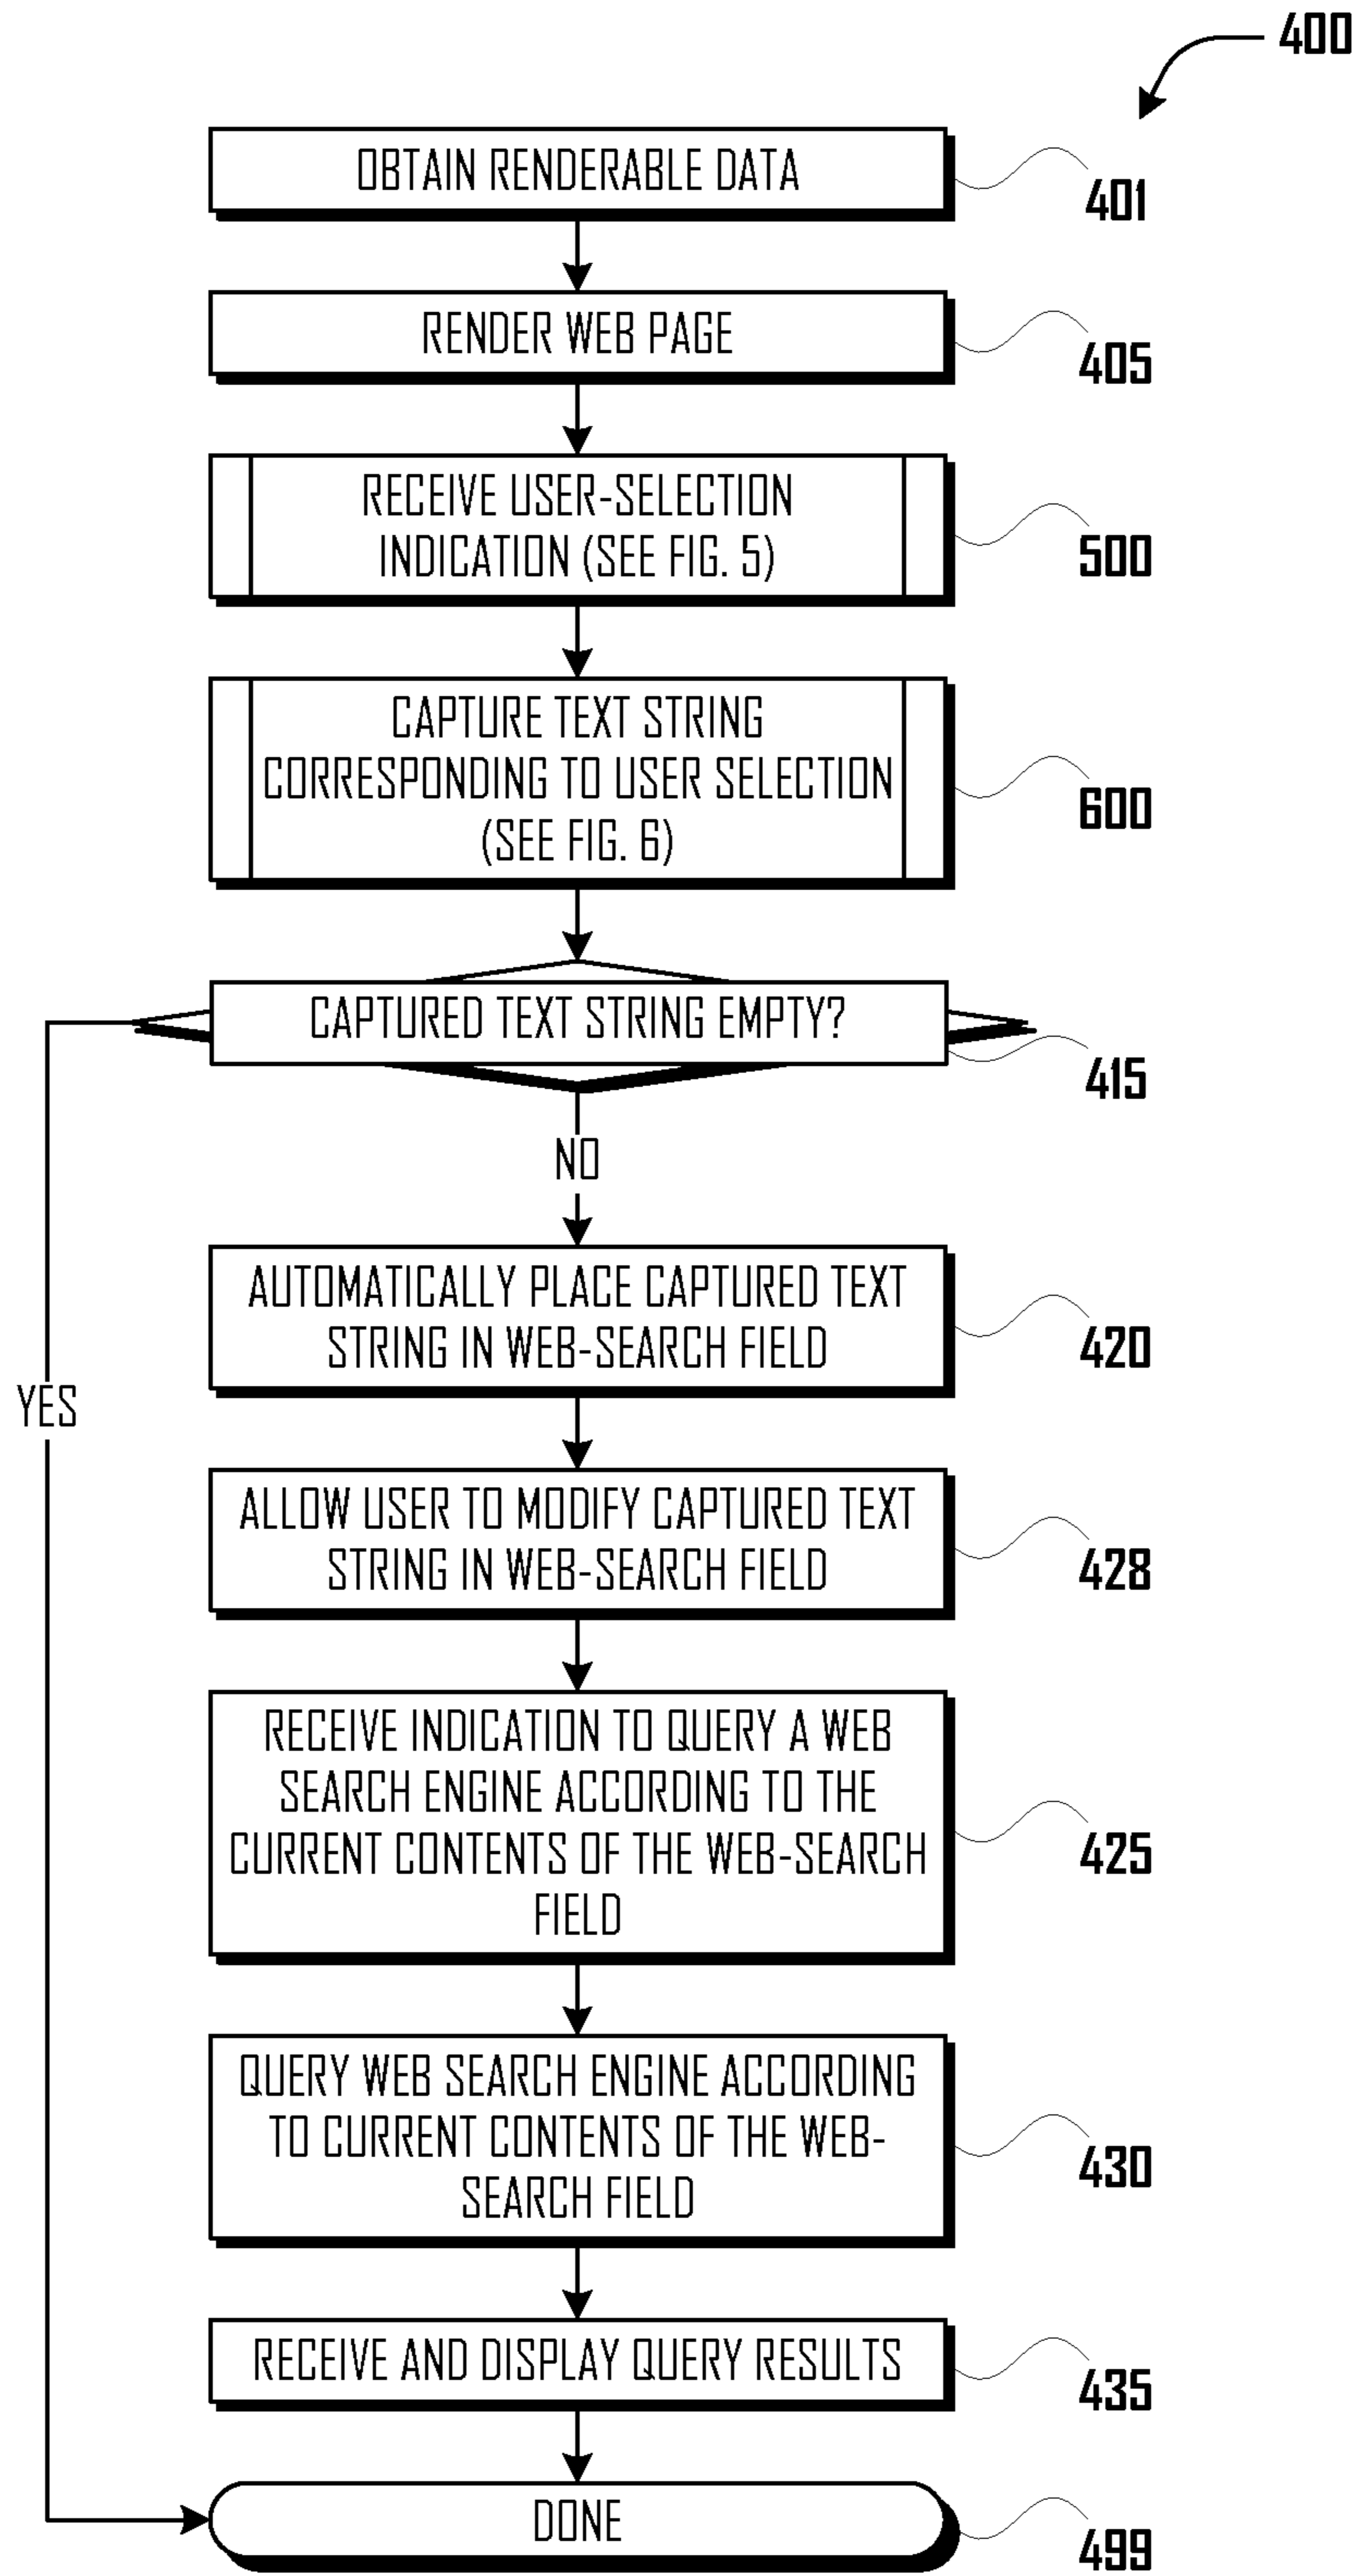 400
OBTAIN RENDERABLE DATA
401
RENDER WEB PAGE
405
RECEIVE USER-SELECTION
INDICATION (SEE FIG. 5)
500
CAPTURE TEXT STRING
CORRESPONDING TO USER SELECTION
(SEE FIG. 6)
600
CAPTURED TEXT STRING EMPTY?
415
NO
YES
AUTOMATICALLY PLACE CAPTURED TEXT
STRING IN WEB-SEARCH FIELD
420
ALLOW USER TO MODIFY CAPTURED TEXT
STRING IN WEB-SEARCH FIELD
428
RECEIVE INDICATION TO QUERY A WEB
SEARCH ENGINE ACCORDING TO THE
CURRENT CONTENTS OF THE WEB-SEARCH
FIELD
425
QUERY WEB SEARCH ENGINE ACCORDING
TO CURRENT CONTENTS OF THE WEB-
SEARCH FIELD
430
RECEIVE AND DISPLAY QUERY RESULTS
435
DONE
499